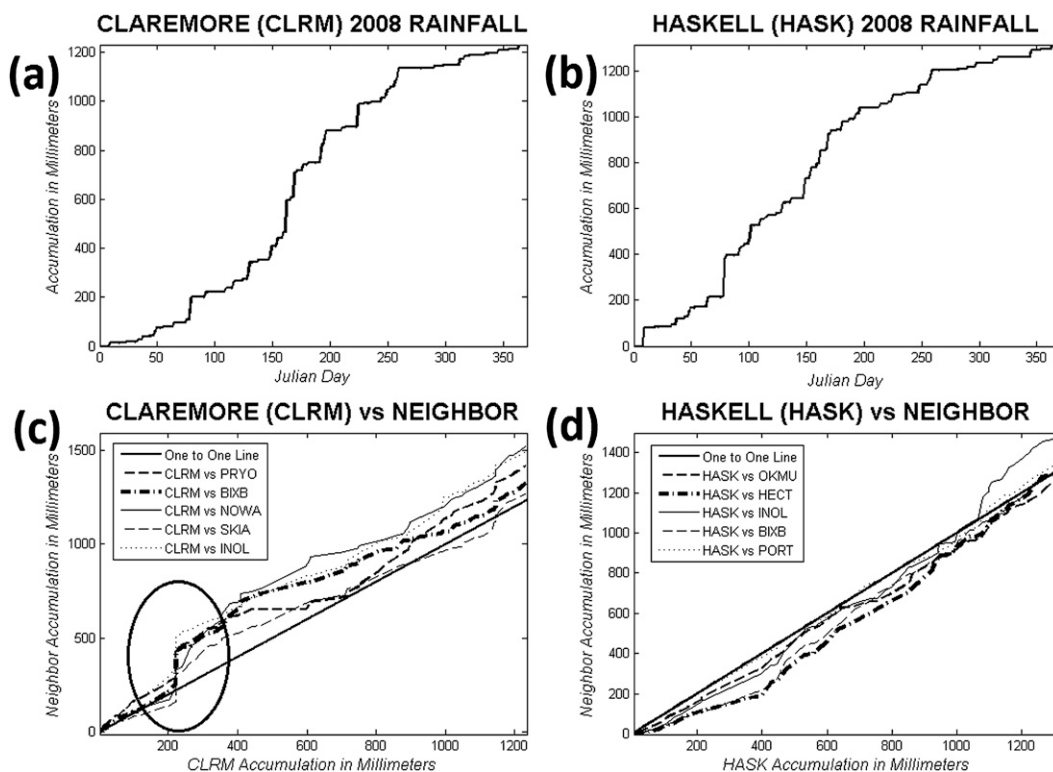 CLAREMORE (CLRM) 2008 RAINFALL
(a)
Accumulation in Millimeters
1200
1000
800
600
400
200
0
0 50 100 150 200 250 300 350
Julian Day
HASKELL (HASK) 2008 RAINFALL
(b)
Accumulation in Millimeters
1200
1000
800
600
400
200
0
0 50 100 150 200 250 300 350
Julian Day
CLAREMORE (CLRM) vs NEIGHBOR
(c)
Neighbor Accumulation in Millimeters
1500
1000
500
0
One to One Line
CLRM vs PRYO
CLRM vs BIXB
CLRM vs NOWA
CLRM vs SKIA
CLRM vs INOL
200 400 600 800 1000 1200
CLRM Accumulation in Millimeters
HASKELL (HASK) vs NEIGHBOR
(d)
Neighbor Accumulation in Millimeters
1400
1200
1000
800
600
400
200
0
One to One Line
HASK vs OKMU
HASK vs HECT
HASK vs INOL
HASK vs BIXB
HASK vs PORT
200 400 600 800 1000 1200
HASK Accumulation in Millimeters